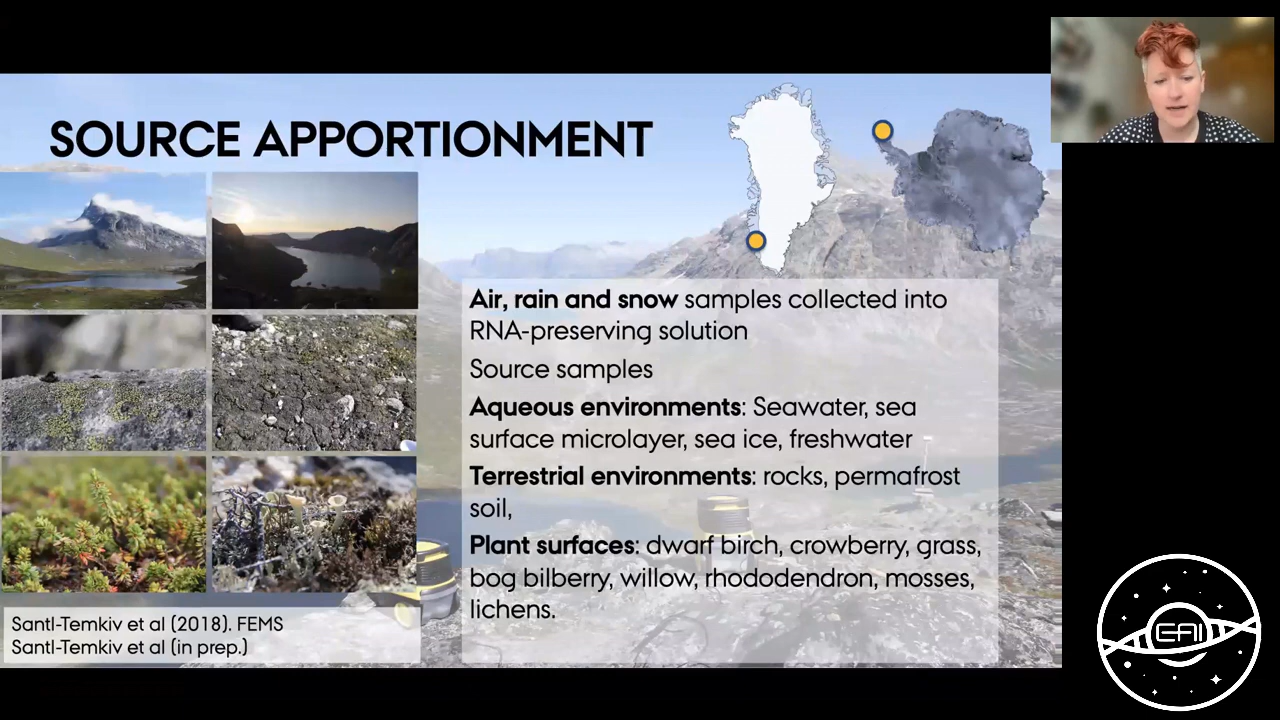 SOURCE APPORTIONMENT
Air, rain and snow samples collected into
RNA-preserving solution
Source samples
Aqueous environments: Seawater, sea
surface microlayer, sea ice, freshwater
Terrestrial environments: rocks, permafrost
soil,
Plant surfaces: dwarf birch, crowberry, grass,
bog bilberry, willow, rhododendron, mosses,
lichens.
Santl-Temkiv et al (2018). FEMS
Santl-Temkiv et al (in prep.)
EAI